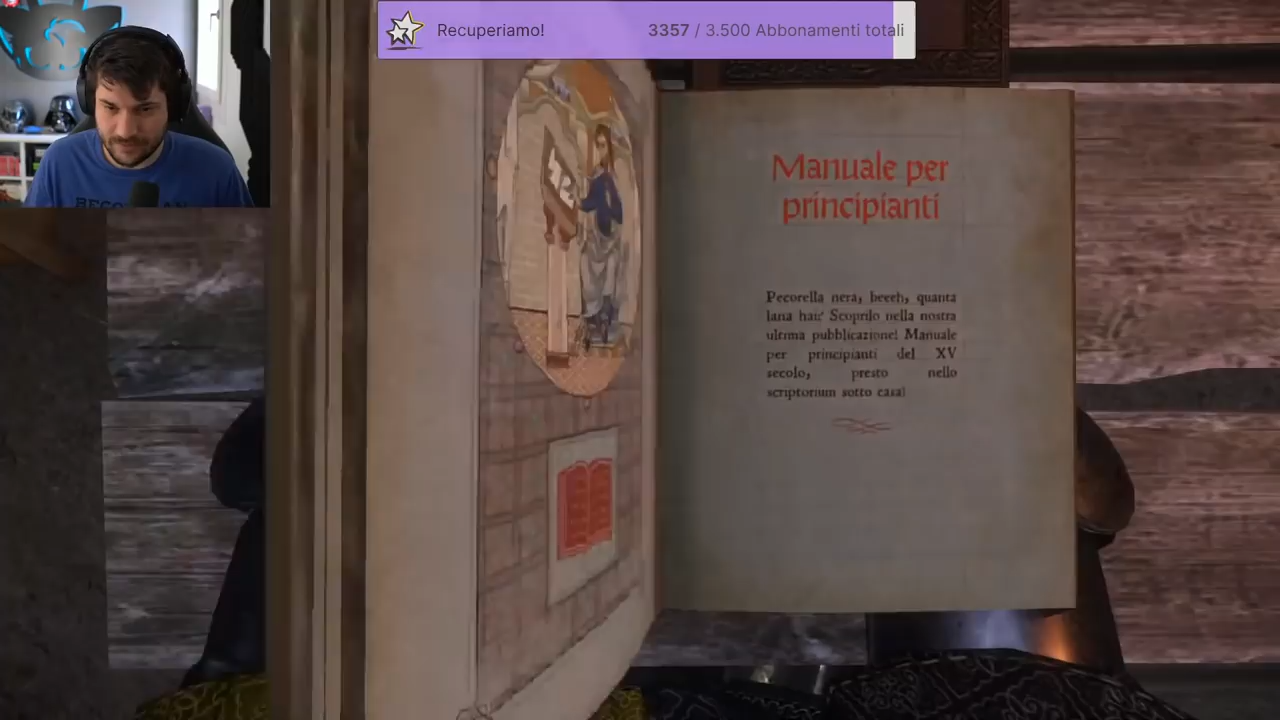 Recuperiamo!
3357 / 3.500 Abbonamenti totali
Manuale per
principianti
Pecorella nera, beeeh, quanta
lana hai? Scoprilo nella nostra
ultima pubblicazione! Manuale
per principianti del XV
secolo, presto nello
scriptorium sotto casa!